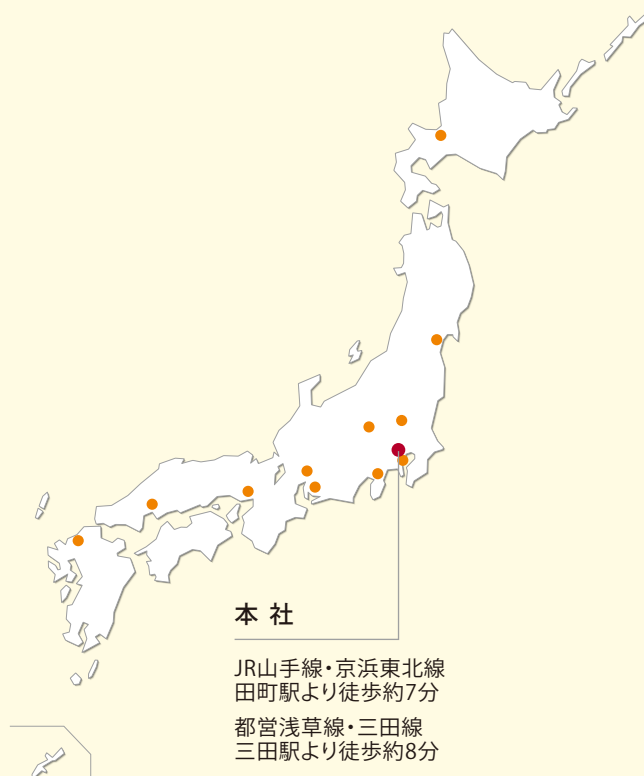 本 社
JR山手線・京浜東北線
田町駅より徒歩約7分
都営浅草線・三田線
三田駅より徒歩約8分